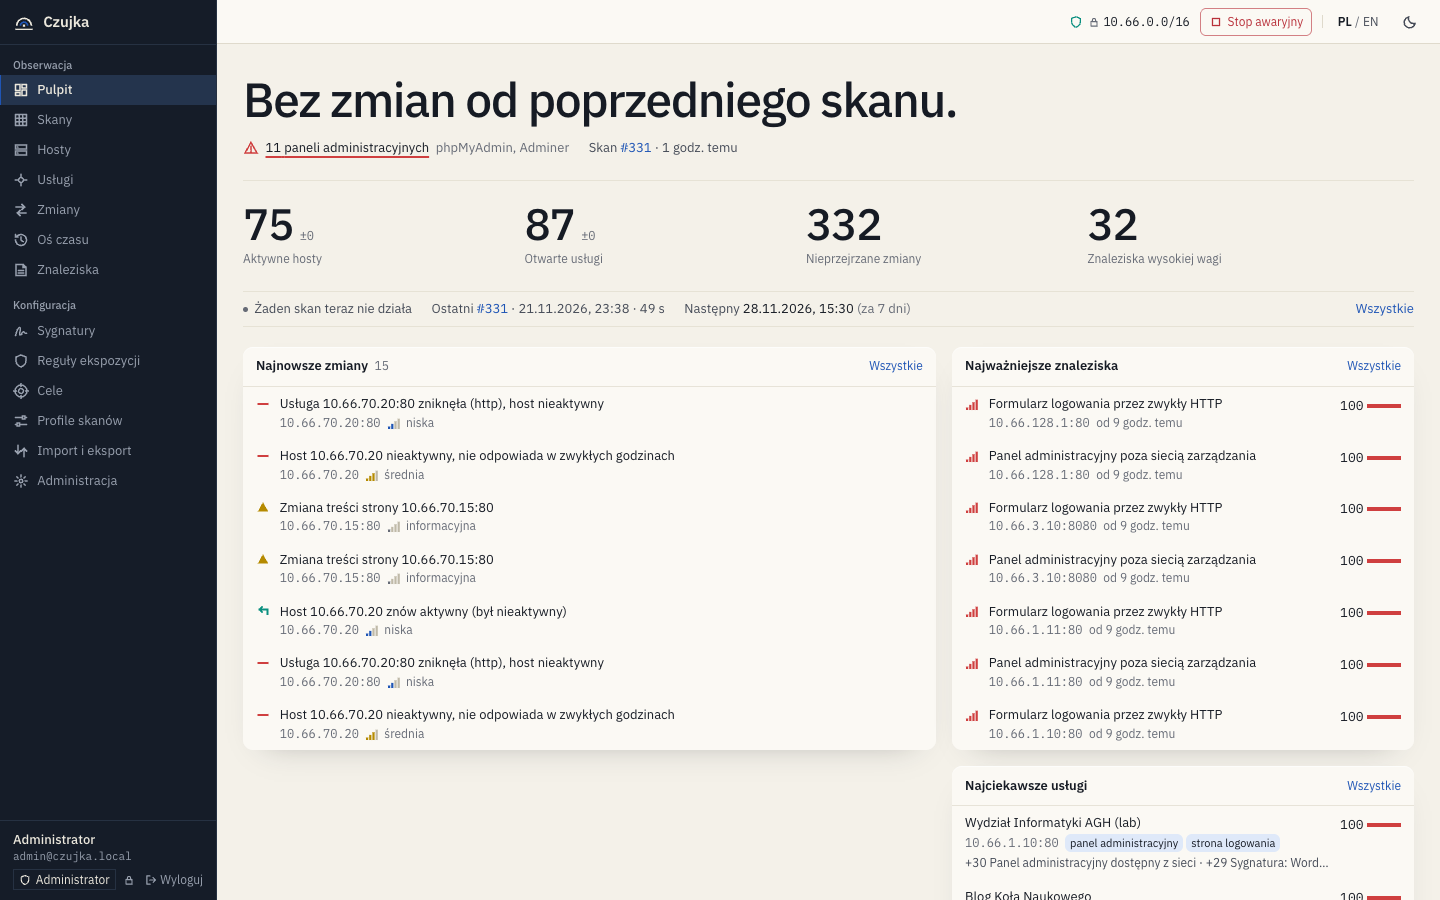 Czujka
Obserwacja
Pulpit
Skany
Hosty
Usługi
Zmiany
Oś czasu
Znaleziska
Konfiguracja
Sygnatury
Reguły ekspozycji
Cele
Profile skanów
Import i eksport
Administracja
Administrator
admin@czujka.local
Administrator
Wyloguj
10.66.0.0/16
Stop awaryjny
PL / EN
Bez zmian od poprzedniego skanu.
11 paneli administracyjnych phpMyAdmin, Adminer Skan #331 · 1 godz. temu
75 ±0
Aktywne hosty
87 ±0
Otwarte usługi
332
Nieprzejrzane zmiany
32
Znaleziska wysokiej wagi
Żaden skan teraz nie działa Ostatni #331 · 21.11.2026, 23:38 · 49 s Następny 28.11.2026, 15:30 (za 7 dni) Wszystkie
Najnowsze zmiany 15 Wszystkie
Usługa 10.66.70.20:80 zniknęła (http), host nieaktywny
10.66.70.20:80 niska
Host 10.66.70.20 nieaktywny, nie odpowiada w zwykłych godzinach
10.66.70.20 średnia
Zmiana treści strony 10.66.70.15:80
10.66.70.15:80 informacyjna
Zmiana treści strony 10.66.70.15:80
10.66.70.15:80 informacyjna
Host 10.66.70.20 znów aktywny (był nieaktywny)
10.66.70.20 niska
Usługa 10.66.70.20:80 zniknęła (http), host nieaktywny
10.66.70.20:80 niska
Host 10.66.70.20 nieaktywny, nie odpowiada w zwykłych godzinach
10.66.70.20 średnia
Najważniejsze znaleziska Wszystkie
Formularz logowania przez zwykły HTTP 100
10.66.128.1:80 od 9 godz. temu
Panel administracyjny poza siecią zarządzania 100
10.66.128.1:80 od 9 godz. temu
Formularz logowania przez zwykły HTTP 100
10.66.3.10:8080 od 9 godz. temu
Panel administracyjny poza siecią zarządzania 100
10.66.3.10:8080 od 9 godz. temu
Formularz logowania przez zwykły HTTP 100
10.66.1.11:80 od 9 godz. temu
Panel administracyjny poza siecią zarządzania 100
10.66.1.11:80 od 9 godz. temu
Formularz logowania przez zwykły HTTP 100
10.66.1.10:80 od 9 godz. temu
Najciekawsze usługi Wszystkie
Wydział Informatyki AGH (lab) 100
10.66.1.10:80 panel administracyjny strona logowania
+30 Panel administracyjny dostępny z sieci · +29 Sygnatura: Word...
Blog Koła Naukowego 100